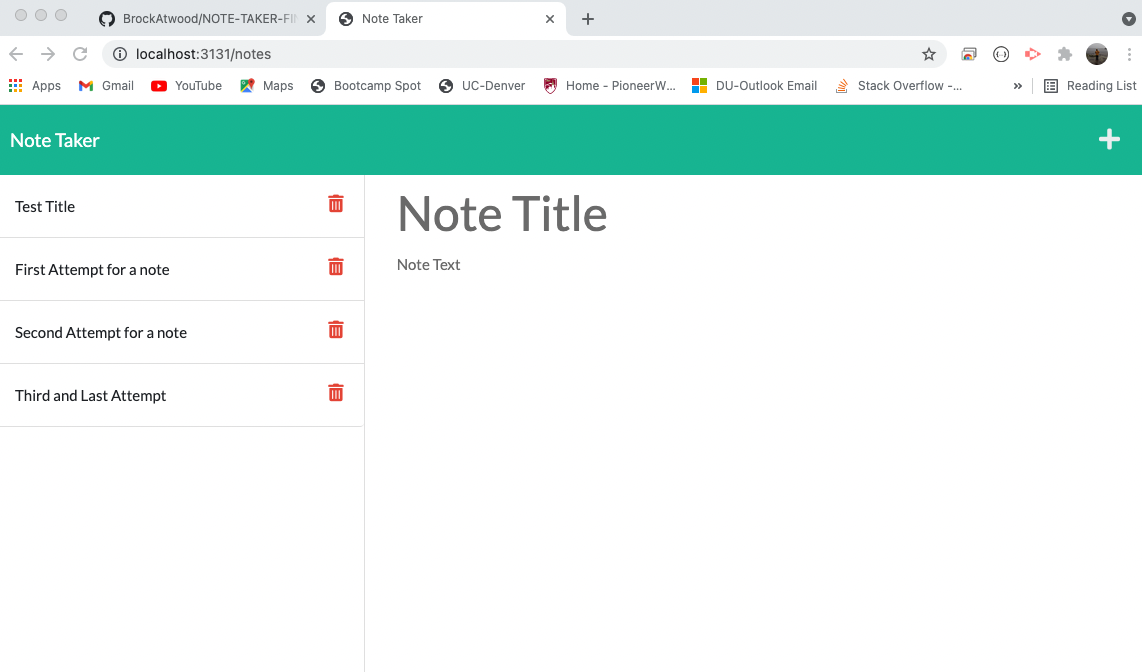 BrockAtwood/NOTE-TAKER-FIN
Note Taker
localhost:3131/notes
Apps Gmail YouTube Maps Bootcamp Spot UC-Denver Home - PioneerW... DU-Outlook Email Stack Overflow -... » Reading List
Note Taker
Test Title
First Attempt for a note
Second Attempt for a note
Third and Last Attempt
Note Title
Note Text